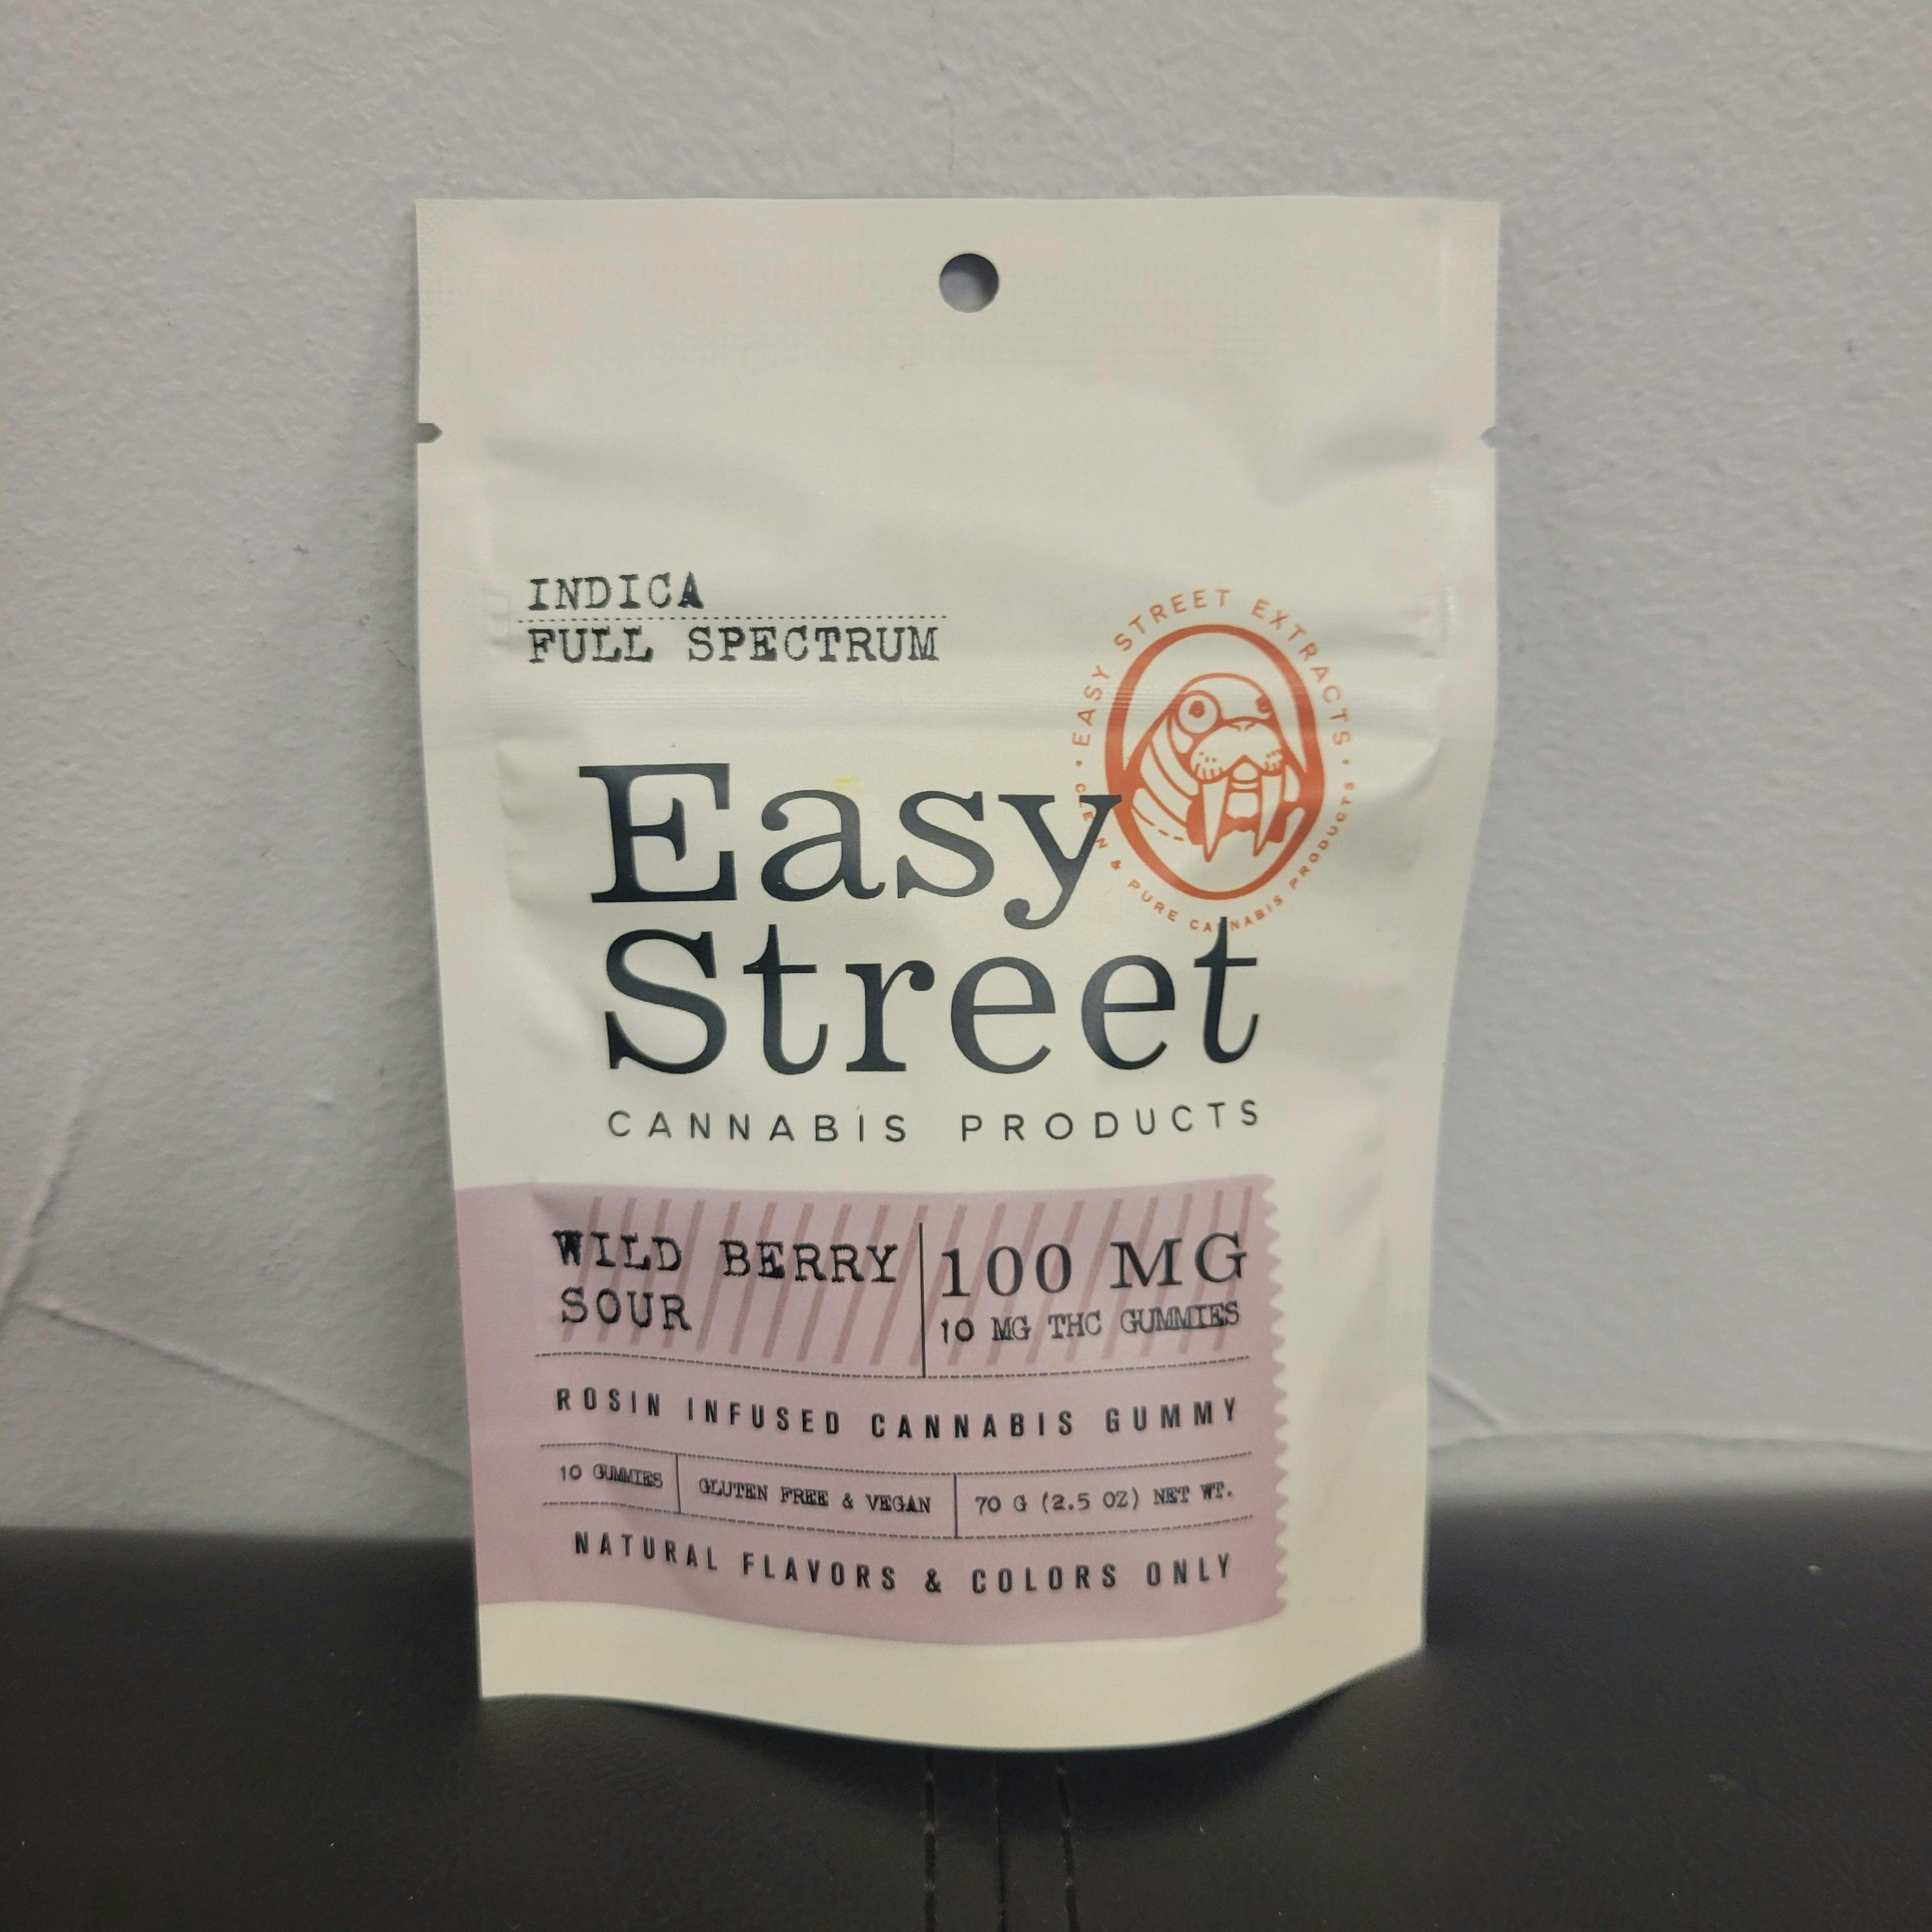 INDICA
FULL SPECTRUM
EASY STREET EXTRACTS •
& PURE CANNABIS PRODUCTS •
Easy
Street
CANNABIS PRODUCTS
WILD BERRY
SOUR
100 MG
10 MG THC GUMMIES
ROSIN INFUSED CANNABIS GUMMY
10 GUMMIES
GLUTEN FREE & VEGAN
70 G (2.5 OZ) NET WT.
NATURAL FLAVORS & COLORS ONLY